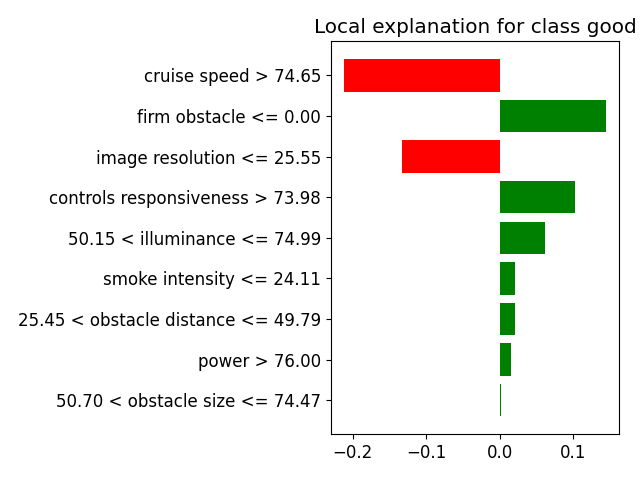 Local explanation for class good
cruise speed > 74.65
firm obstacle <= 0.00
image resolution <= 25.55
controls responsiveness > 73.98
50.15 < illuminance <= 74.99
smoke intensity <= 24.11
25.45 < obstacle distance <= 49.79
power > 76.00
50.70 < obstacle size <= 74.47
−0.2 −0.1 0.0 0.1